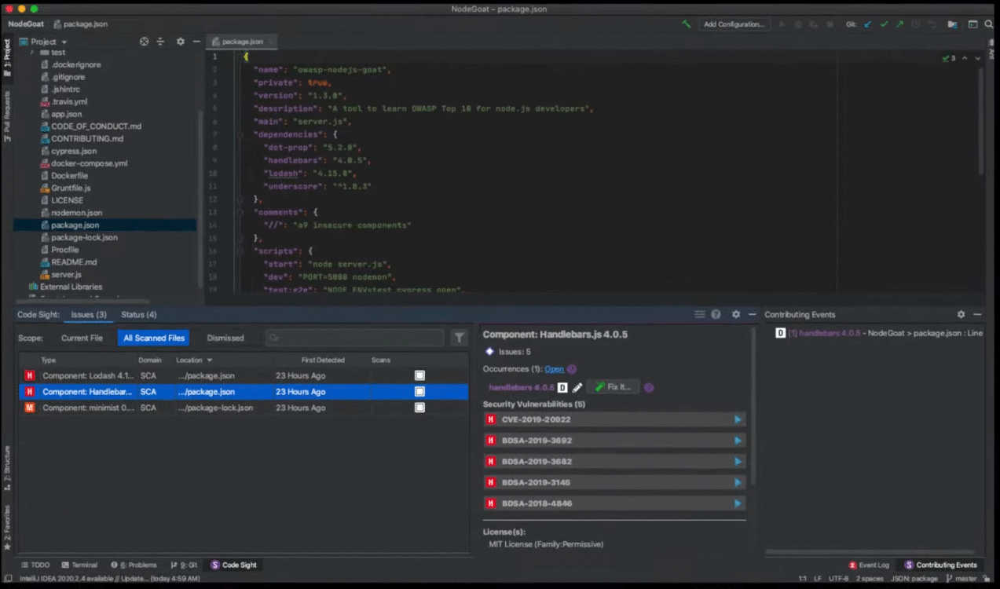 NodeGoat – package.json
NodeGoat package.json
Add Configuration...
Git:
1: Project
Pull Requests
Project
test
.dockerignore
.gitignore
.jshintrc
.travis.yml
app.json
CODE_OF_CONDUCT.md
CONTRIBUTING.md
cypress.json
docker-compose.yml
Dockerfile
Gruntfile.js
LICENSE
nodemon.json
package.json
package-lock.json
Procfile
README.md
server.js
External Libraries
package.json
Ant
3
1 {
2 "name": "owasp-nodejs-goat",
3 "private": true,
4 "version": "1.3.0",
5 "description": "A tool to learn OWASP Top 10 for node.js developers",
6 "main": "server.js",
7 "dependencies": {
8 "dot-prop": "5.2.0",
9 "handlebars": "4.0.5",
10 "lodash": "4.15.0",
11 "underscore": "^1.8.3"
12 },
13 "comments": {
14 "//": "a9 insecure components"
15 },
16 "scripts": {
17 "start": "node server.js",
18 "dev": "PORT=5000 nodemon",
19 "test:e2e": "NODE_ENV=test cypress open",
Code Sight: Issues (3) Status (4)
Scope: Current File All Scanned Files Dismissed
Type Domain Location First Detected Scans
H Component: Lodash 4.1... SCA .../package.json 23 Hours Ago
H Component: Handlebar... SCA .../package.json 23 Hours Ago
M Component: minimist 0.... SCA .../package-lock.json 23 Hours Ago
Component: Handlebars.js 4.0.5
Issues: 5
Occurrences (1): Open
handlebars 4.0.5 D Fix It...
Security Vulnerabilities (5)
H CVE-2019-20922
H BDSA-2019-3692
H BDSA-2019-3682
H BDSA-2019-3146
H BDSA-2018-4846
License(s):
MIT License (Family:Permissive)
Contributing Events
D [1] handlebars 4.0.5 - NodeGoat > package.json : Line
Z: Structure
2: Favorites
TODO Terminal 6: Problems 9: Git Code Sight
2 Event Log Contributing Events
IntelliJ IDEA 2020.2.4 available // Update... (today 4:59 AM)
1:1 LF UTF-8 2 spaces JSON: package master